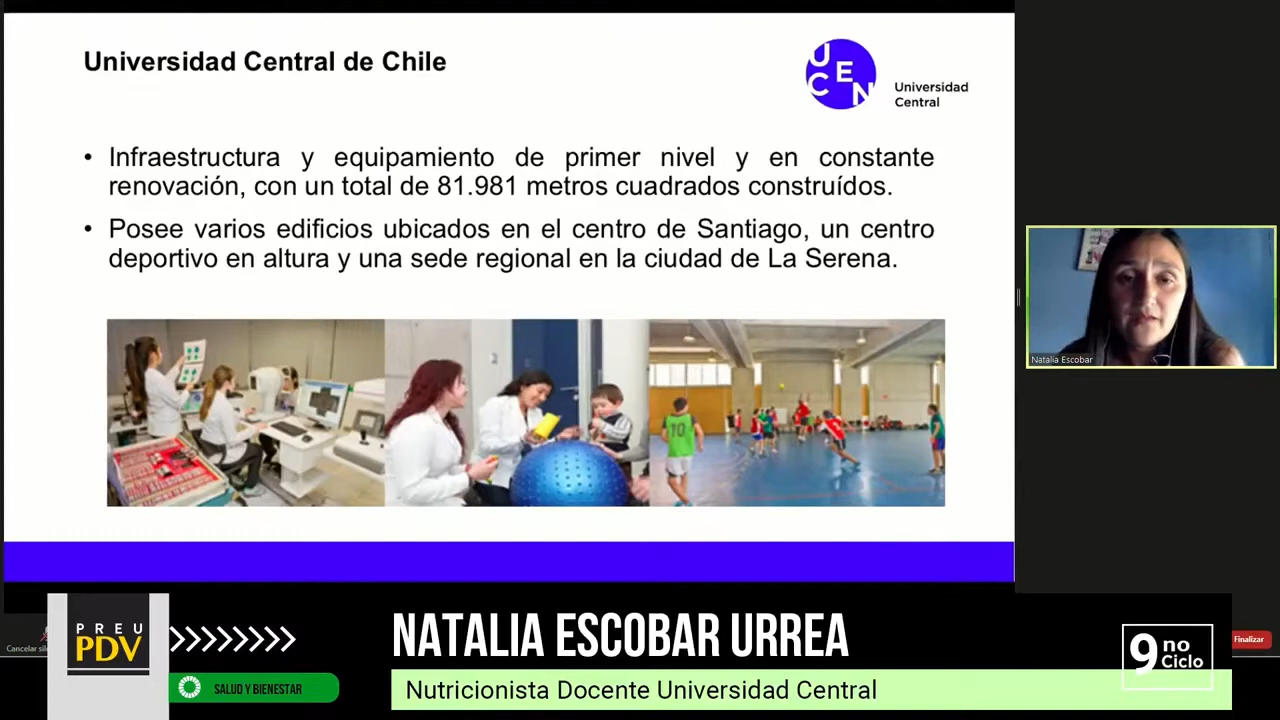 Universidad Central de Chile
UCEN
Universidad
Central
• Infraestructura y equipamiento de primer nivel y en constante
renovación, con un total de 81.981 metros cuadrados construídos.
• Posee varios edificios ubicados en el centro de Santiago, un centro
deportivo en altura y una sede regional en la ciudad de La Serena.
10
Natalia Escobar
Cancelar
PREU
PDV
SALUD Y BIENESTAR
NATALIA ESCOBAR URREA
Nutricionista Docente Universidad Central
9 no
Ciclo
Finalizar